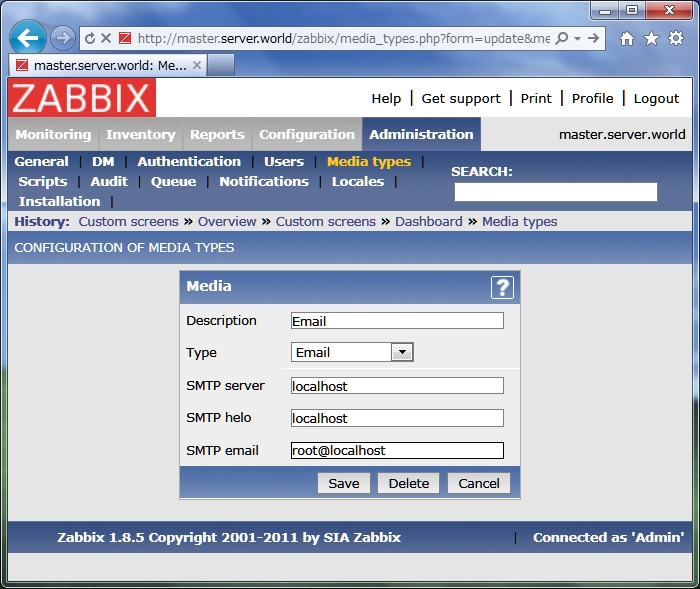 http://master.server.world/zabbix/media_types.php?form=update&me
master.server.world: Me...
ZABBIX
Help | Get support | Print | Profile | Logout
Monitoring Inventory Reports Configuration Administration master.server.world
General | DM | Authentication | Users | Media types |
Scripts | Audit | Queue | Notifications | Locales |
Installation |
SEARCH:
History: Custom screens » Overview » Custom screens » Dashboard » Media types
CONFIGURATION OF MEDIA TYPES
Media ?
Description Email
Type Email
SMTP server localhost
SMTP helo localhost
SMTP email root@localhost
Save Delete Cancel
Zabbix 1.8.5 Copyright 2001-2011 by SIA Zabbix | Connected as 'Admin'